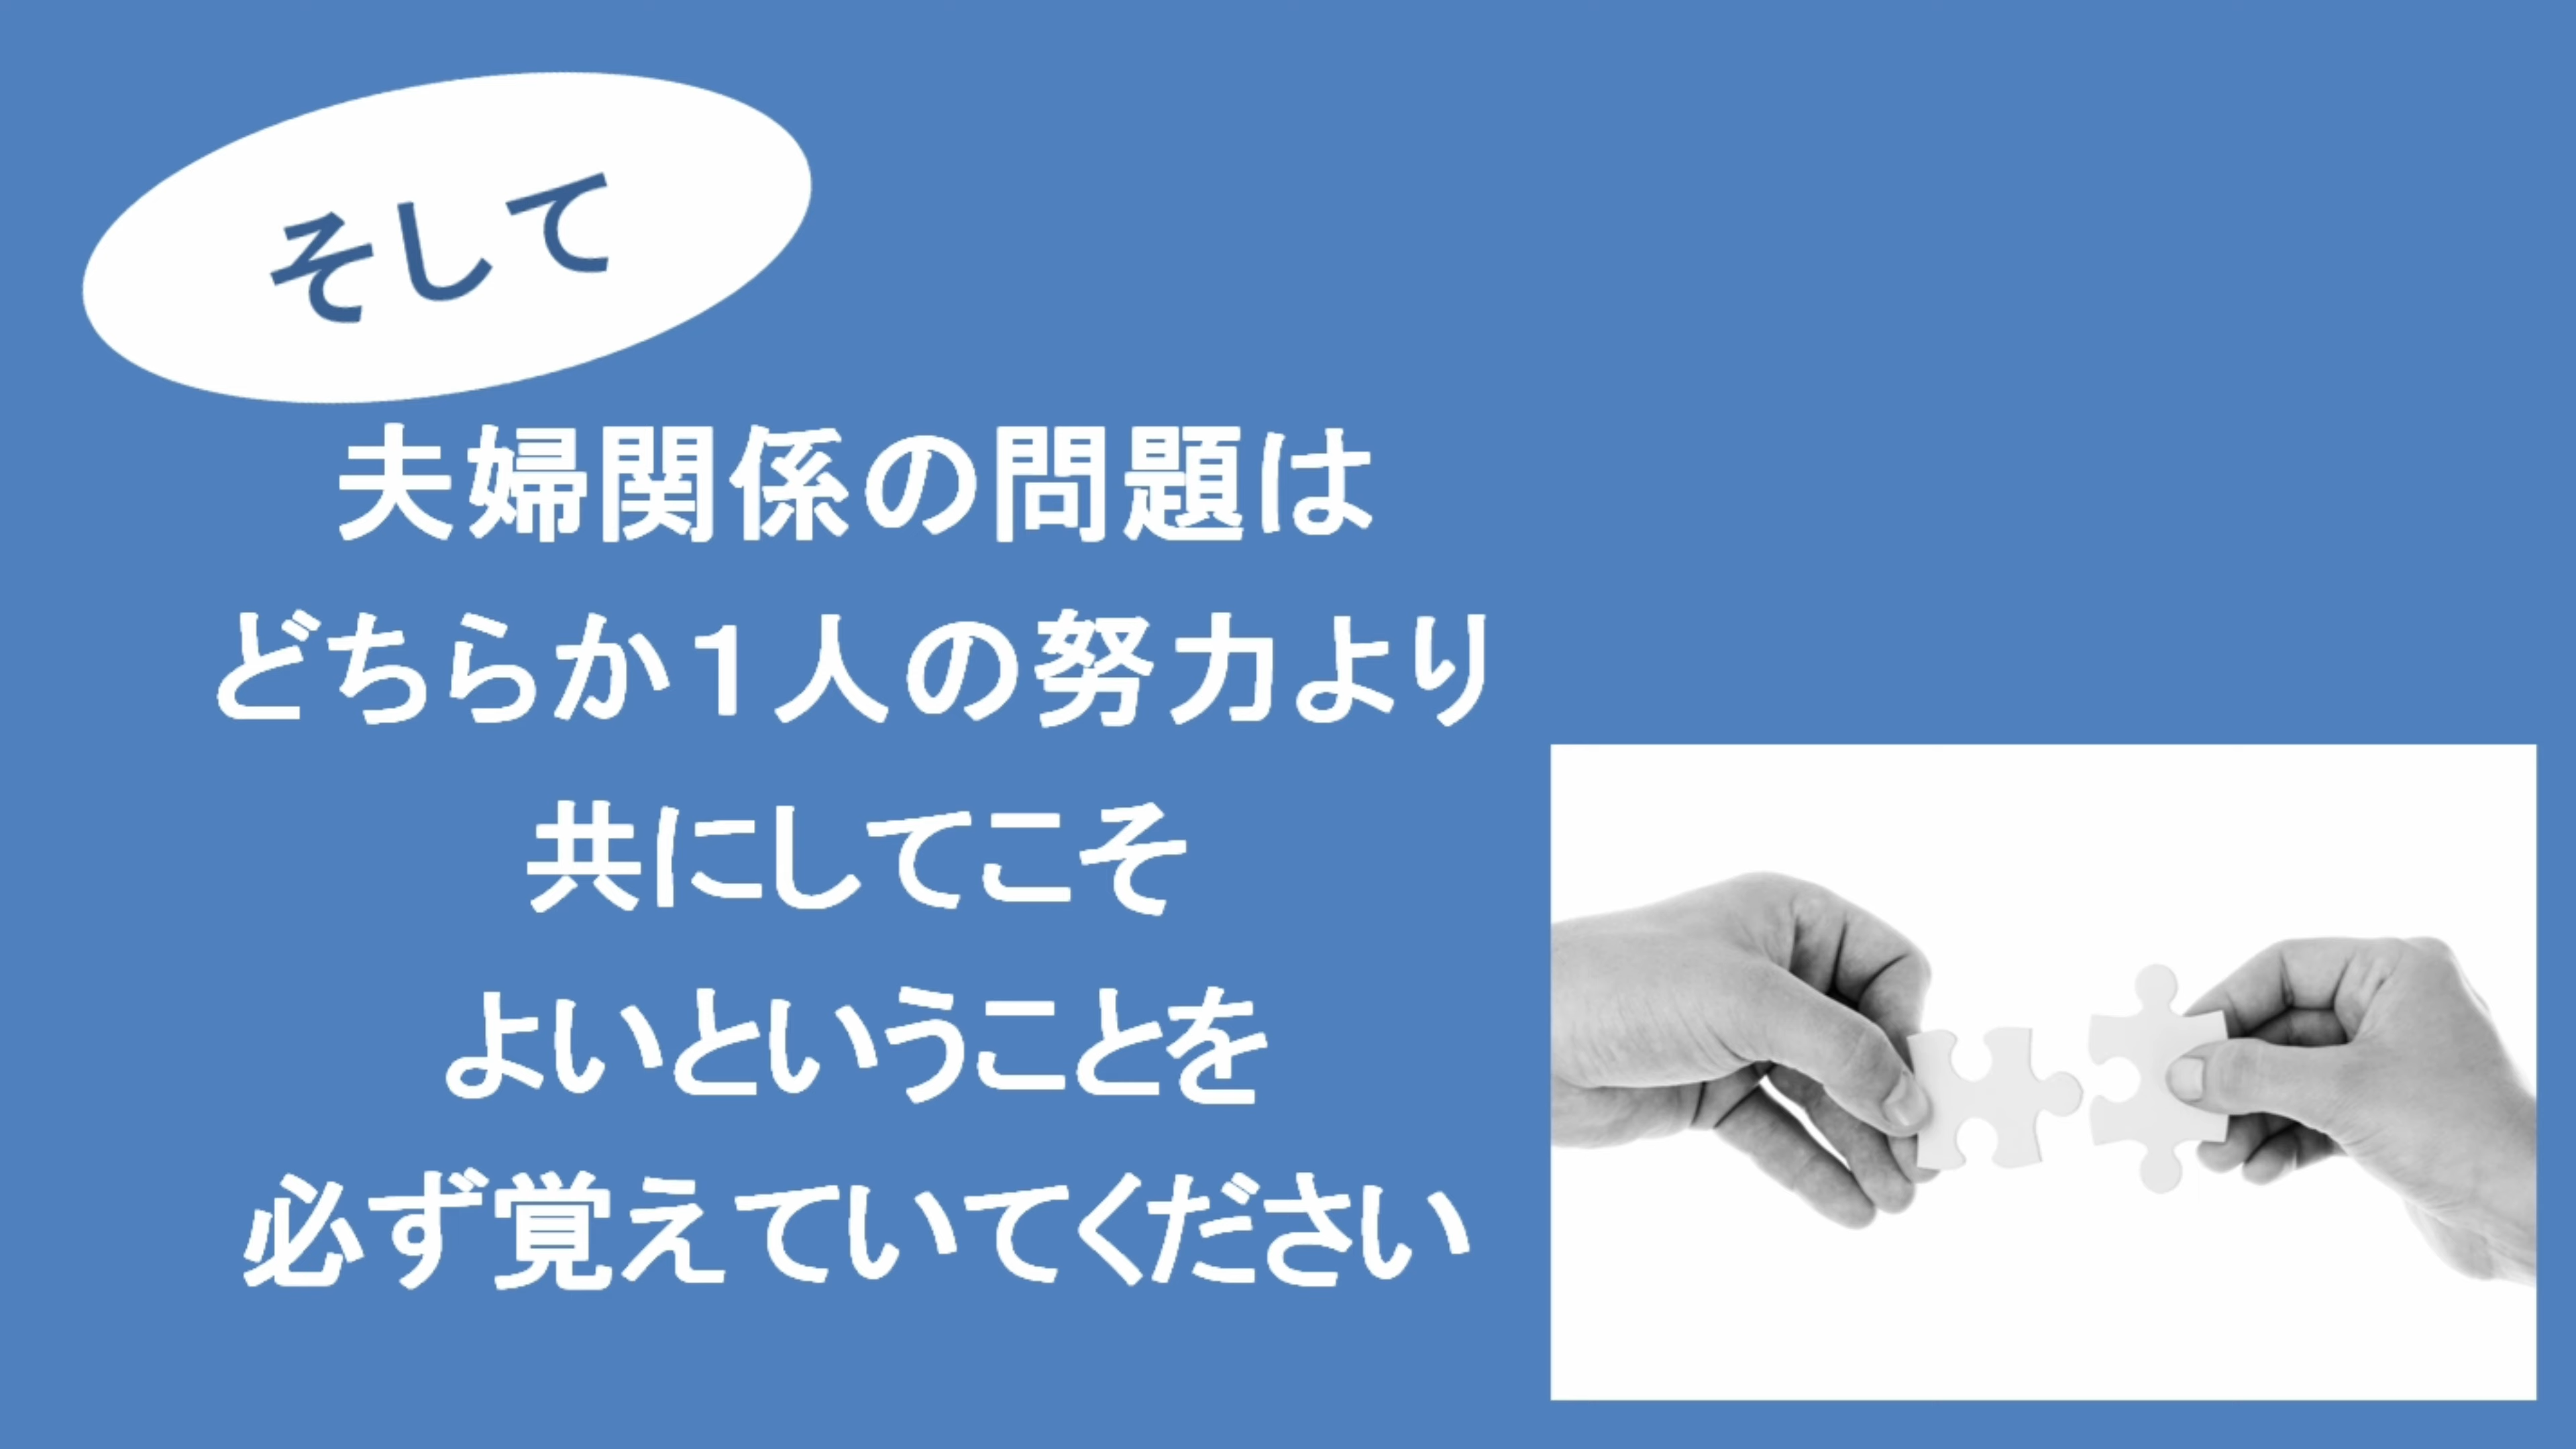 そして
夫婦関係の問題は
どちらか１人の努力より
共にしてこそ
よいということを
必ず覚えていてください